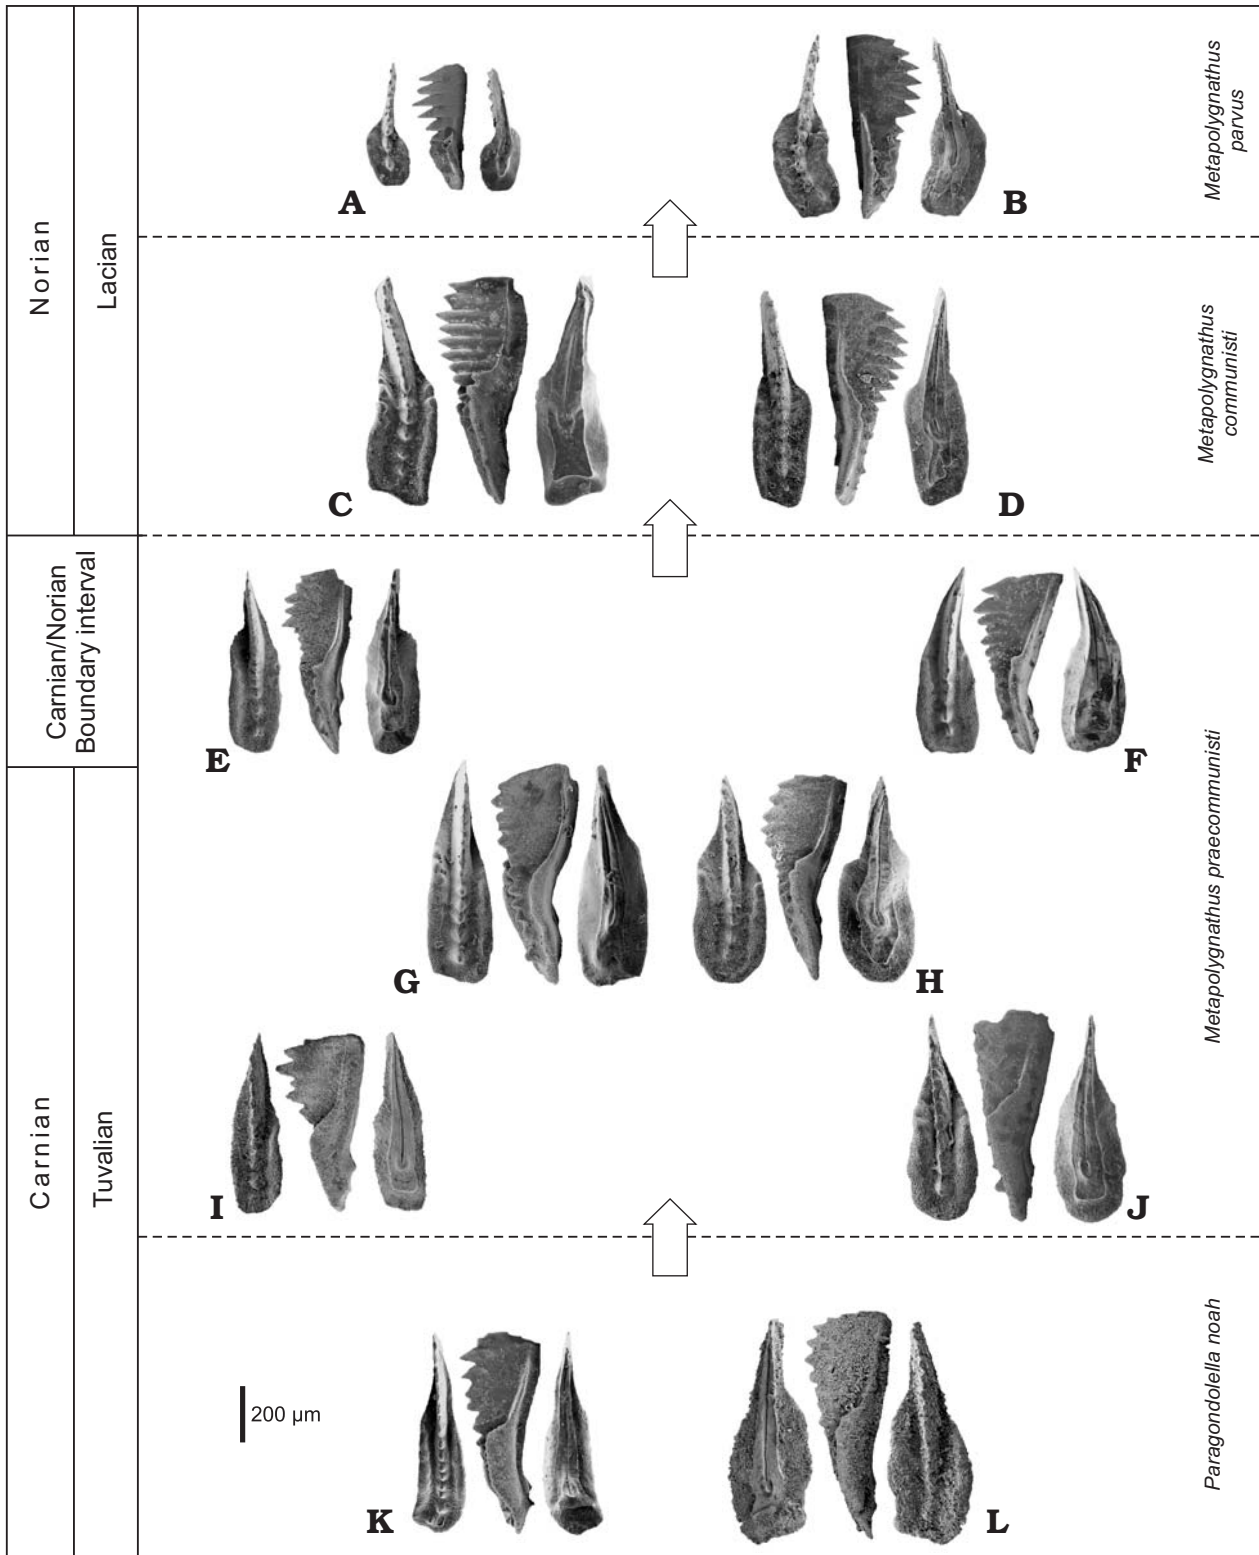 Norian
Lacian
Carnian/Norian
Boundary interval
Carnian
Tuvalian
A
B
C
D
E
F
G
H
I
J
K
L
200 µm
Metapolygnathus
parvus
Metapolygnathus
communisti
Metapolygnathus praecommunisti
Paragondolella noah